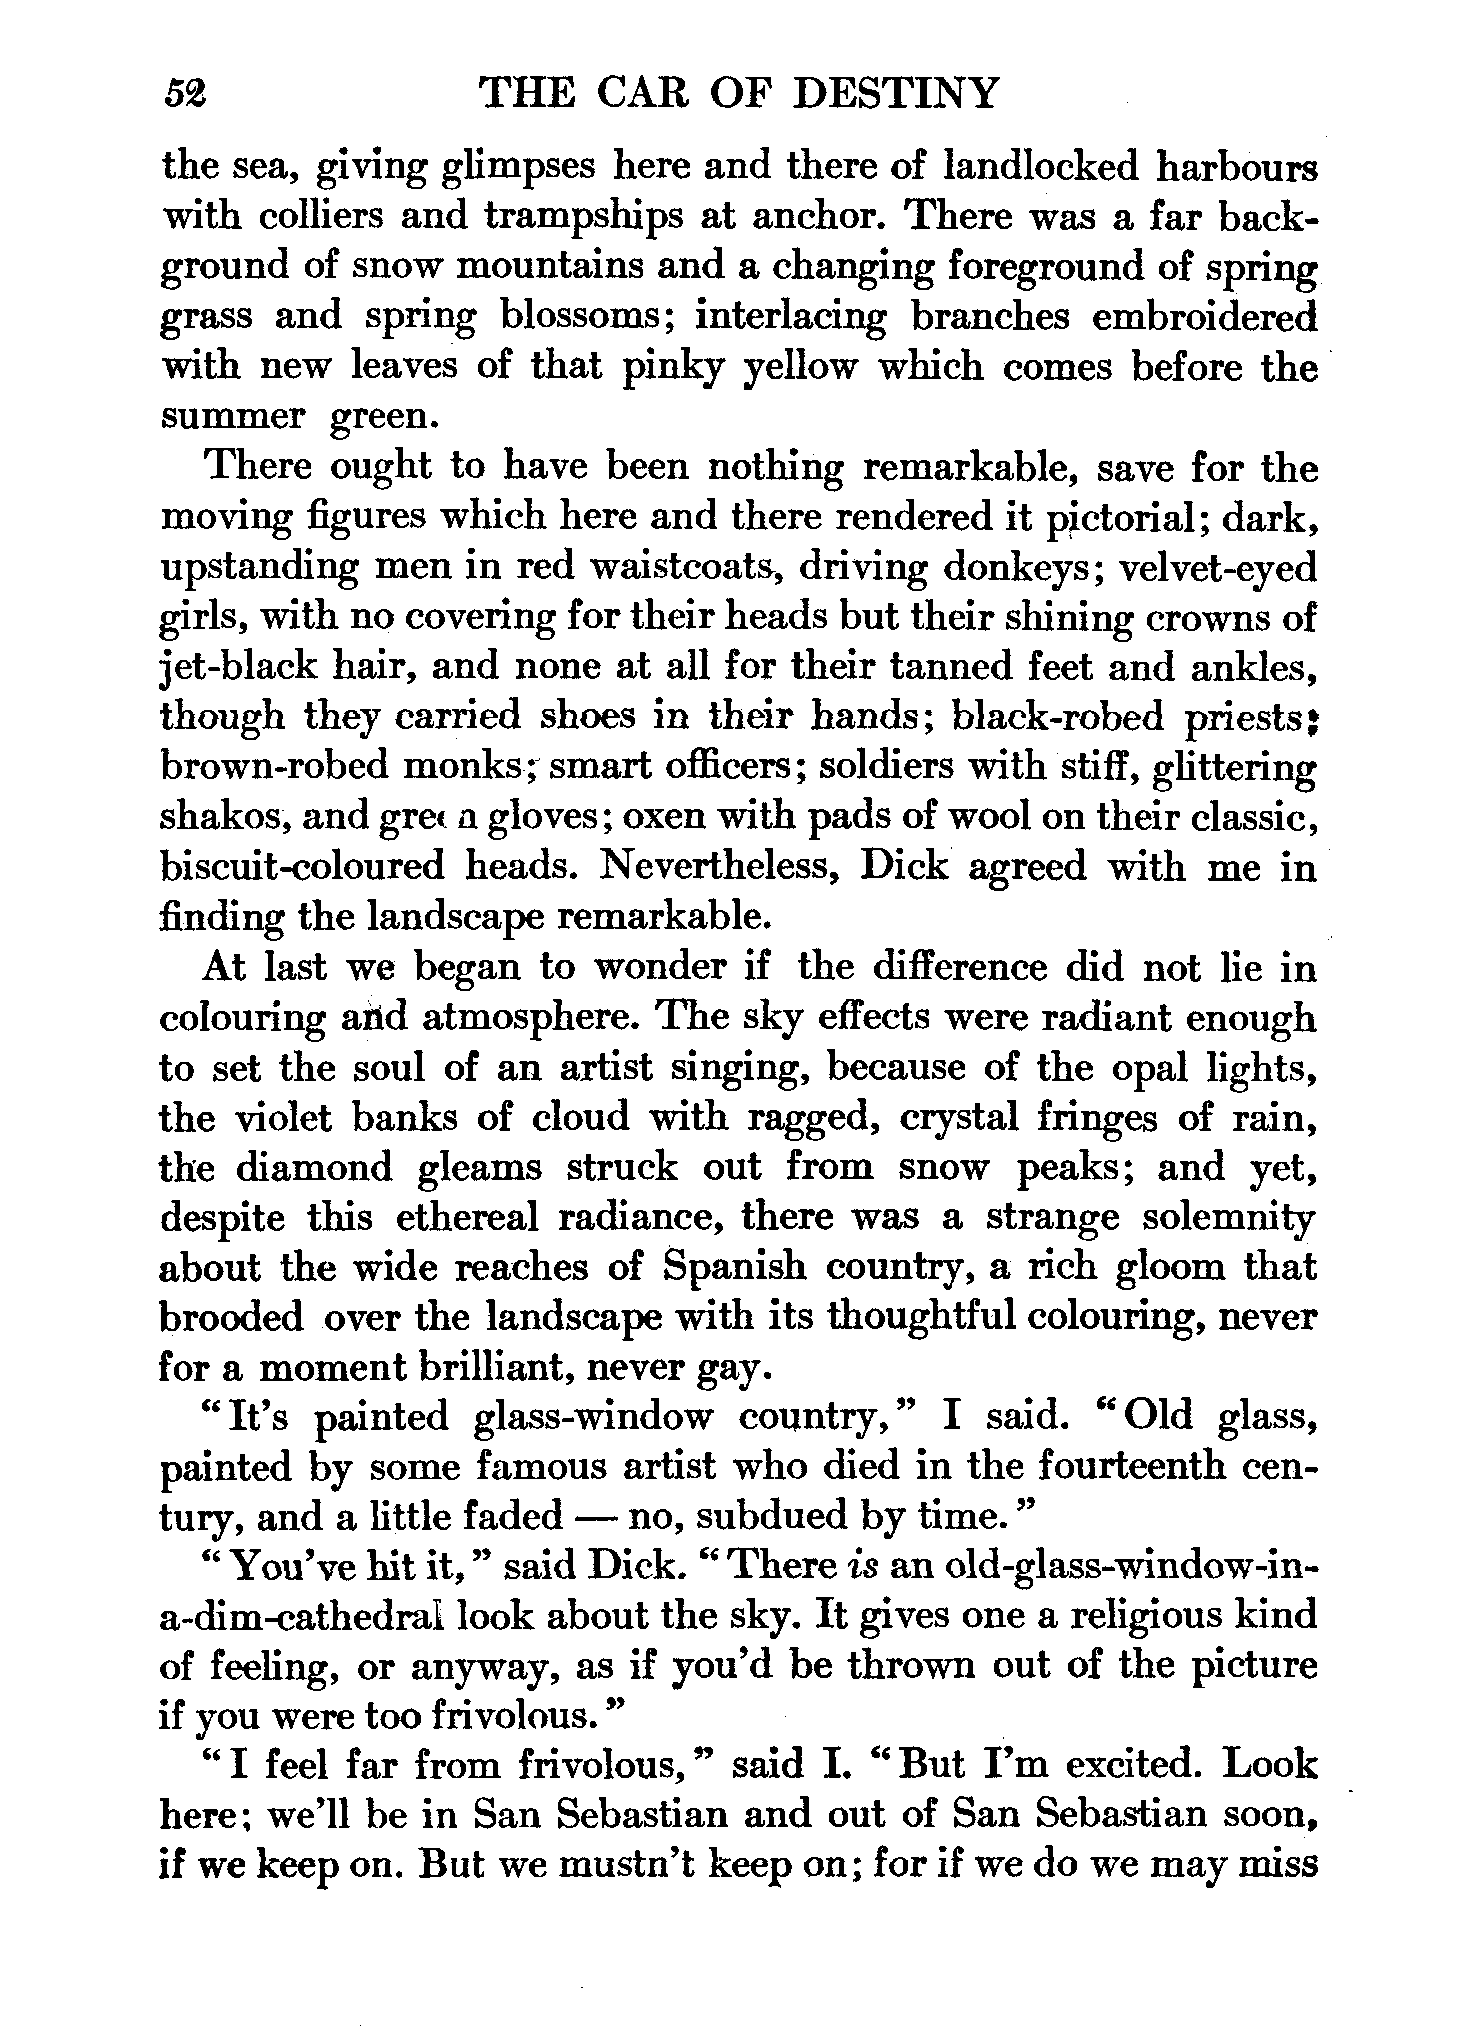 52 THE CAR OF DESTINY
the sea, giving glimpses here and there of landlocked harbours
with colliers and trampships at anchor. There was a far back-
ground of snow mountains and a changing foreground of spring
grass and spring blossoms; interlacing branches embroidered
with new leaves of that pinky yellow which comes before the
summer green.
There ought to have been nothing remarkable, save for the
moving figures which here and there rendered it pictorial; dark,
upstanding men in red waistcoats, driving donkeys; velvet-eyed
girls, with no covering for their heads but their shining crowns of
jet-black hair, and none at all for their tanned feet and ankles,
though they carried shoes in their hands; black-robed priests;
brown-robed monks; smart officers; soldiers with stiff, glittering
shakos, and green gloves; oxen with pads of wool on their classic,
biscuit-coloured heads. Nevertheless, Dick agreed with me in
finding the landscape remarkable.
At last we began to wonder if the difference did not lie in
colouring and atmosphere. The sky effects were radiant enough
to set the soul of an artist singing, because of the opal lights,
the violet banks of cloud with ragged, crystal fringes of rain,
the diamond gleams struck out from snow peaks; and yet,
despite this ethereal radiance, there was a strange solemnity
about the wide reaches of Spanish country, a rich gloom that
brooded over the landscape with its thoughtful colouring, never
for a moment brilliant, never gay.
"It's painted glass-window country," I said. "Old glass,
painted by some famous artist who died in the fourteenth cen-
tury, and a little faded — no, subdued by time."
"You've hit it," said Dick. "There is an old-glass-window-in-
a-dim-cathedral look about the sky. It gives one a religious kind
of feeling, or anyway, as if you'd be thrown out of the picture
if you were too frivolous."
"I feel far from frivolous," said I. "But I'm excited. Look
here; we'll be in San Sebastian and out of San Sebastian soon,
if we keep on. But we mustn't keep on; for if we do we may miss